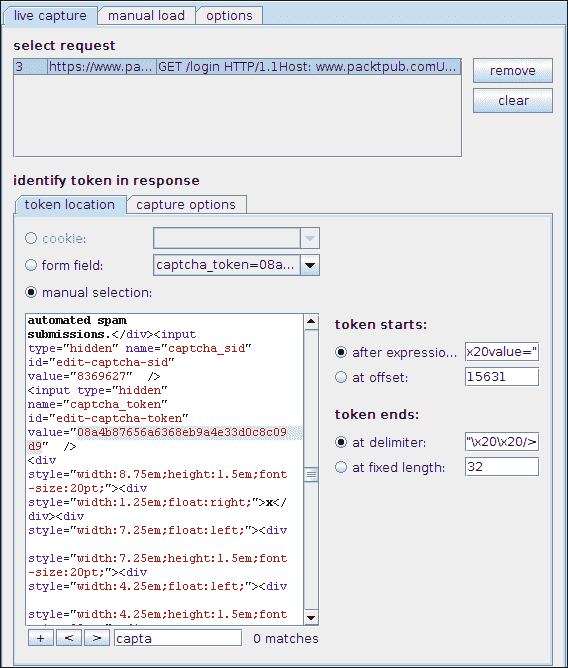 live capture manual load options
select request
3 https://www.pa... GET /login HTTP/1.1Host: www.packtpub.comU...
remove
clear
identify token in response
token location capture options
cookie:
form field: captcha_token=08a...
manual selection:
automated spam
submissions.</div><input
type="hidden" name="captcha_sid"
id="edit-captcha-sid"
value="8369627" />
<input type="hidden"
name="captcha_token"
id="edit-captcha-token"
value="08a4b87656a6368eb9a4e33d0c8c09
d9" />
<div
style="width:8.75em;height:1.5em;font
-size:20pt;"><div
style="width:1.25em;float:right;">x</
div><div
style="width:7.25em;float:left;"><div
style="width:7.25em;height:1.5em;font
-size:20pt;"><div
style="width:4.25em;float:left;"><div
style="width:4.25em;height:1.5em;font
token starts:
after expressio... x20value="
at offset: 15631
token ends:
at delimiter: "\x20\x20/>
at fixed length: 32
+ < > capta 0 matches